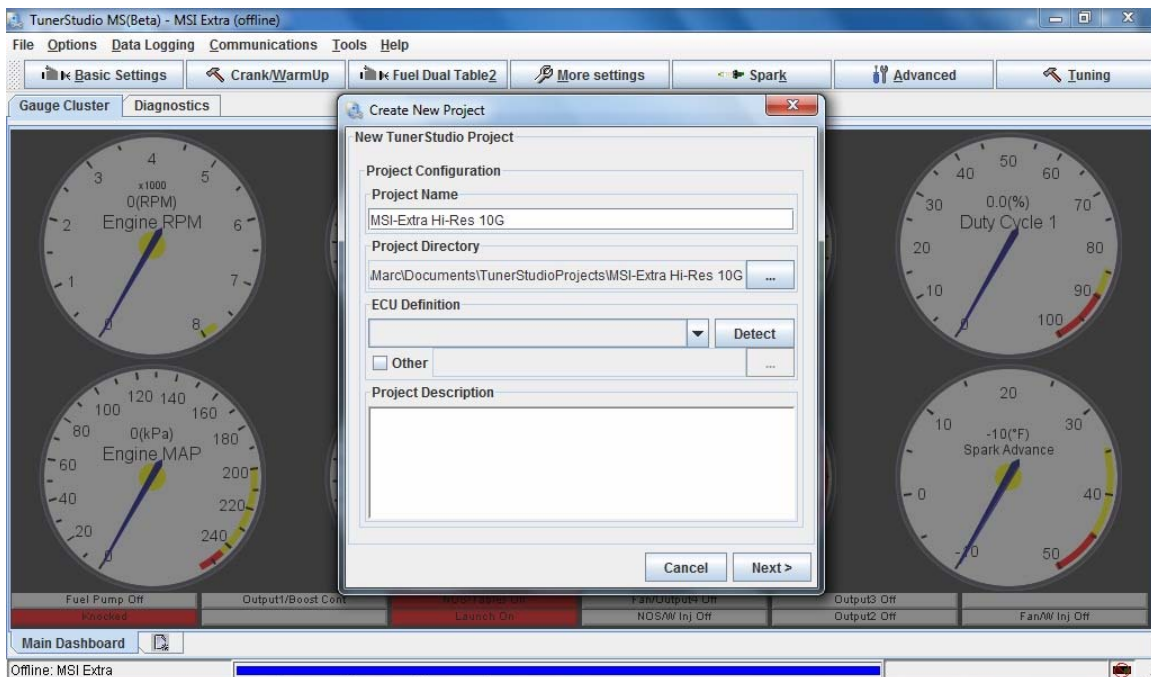 TunerStudio MS(Beta) - MSI Extra (offline)
File Options Data Logging Communications Tools Help
Basic Settings Crank/WarmUp Fuel Dual Table2 More settings Spark Advanced Tuning
Gauge Cluster Diagnostics
Create New Project
New TunerStudio Project
Project Configuration
Project Name
MSI-Extra Hi-Res 10G
Project Directory
Marc\Documents\TunerStudioProjects\MSI-Extra Hi-Res 10G ...
ECU Definition
Detect
Other ...
Project Description
Cancel Next >
0 1 2 3 4 5 6 7 8
x1000
0(RPM)
Engine RPM
0 10 20 30 40 50 60 70 80 90 100
0.0(%)
Duty Cycle 1
0 20 40 60 80 100 120 140 160 180 200 220 240
0(kPa)
Engine MAP
-10 0 10 20 30 40 50
-10(°F)
Spark Advance
Fuel Pump Off Output1/Boost Cont Fan/Output4 Off Output3 Off
Knocked Launch On NOS/W Inj Off Output2 Off Fan/W Inj Off
Main Dashboard
Offline: MSI Extra